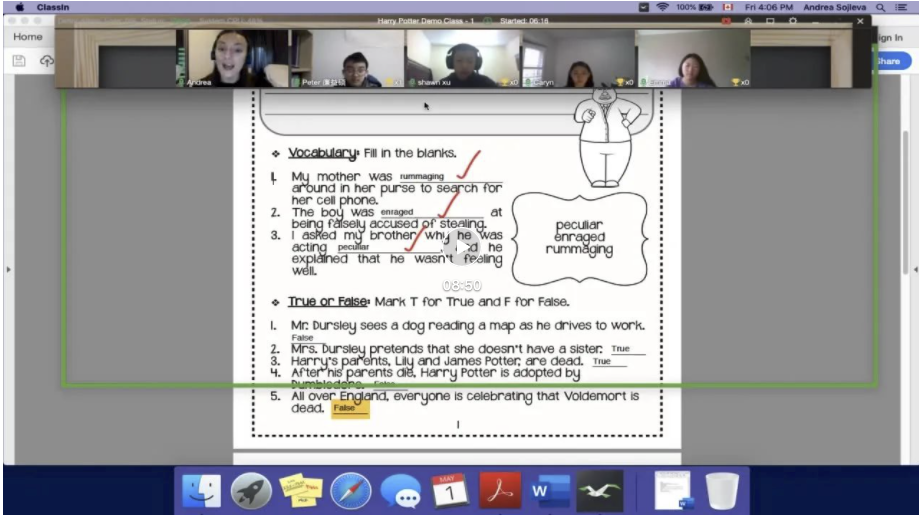 ClassIn
100%
Fri 4:06 PM Andrea Sojleva
Harry Potter Demo Class - 1 Started: 06:16
Home
ign In
Share
Andrea
Peter
x0
shawn xu
x0
Caryn
x0
x0
❖ Vocabulary: Fill in the blanks.
1. My mother was rummaging
around in her purse to search for
her cell phone.
2. The boy was enraged at
being falsely accused of stealing.
3. I asked my brother why he was
acting peculiar and he
explained that he wasn't feeling
well.
peculiar
enraged
rummaging
08:50
❖ True or False: Mark T for True and F for False.
1. Mr. Dursley sees a dog reading a map as he drives to work.
False
2. Mrs. Dursley pretends that she doesn't have a sister. True
3. Harry's parents, Lily and James Potter, are dead. True
4. After his parents die, Harry Potter is adopted by
Dumbledore. False
5. All over England, everyone is celebrating that Voldemort is
dead. False
1
MAY
1
W